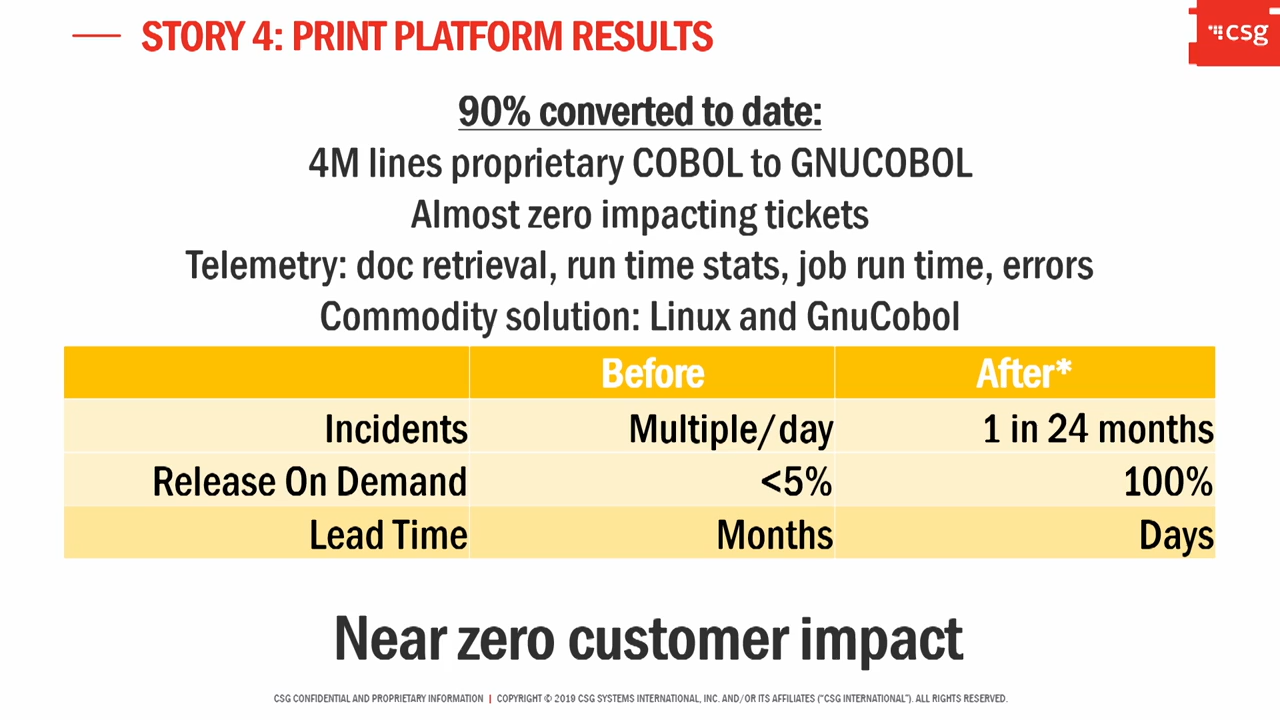 STORY 4: PRINT PLATFORM RESULTS
csg
90% converted to date:
4M lines proprietary COBOL to GNUCOBOL
Almost zero impacting tickets
Telemetry: doc retrieval, run time stats, job run time, errors
Commodity solution: Linux and GnuCobol
Before After*
Incidents Multiple/day 1 in 24 months
Release On Demand <5% 100%
Lead Time Months Days
Near zero customer impact
CSG CONFIDENTIAL AND PROPRIETARY INFORMATION | COPYRIGHT © 2019 CSG SYSTEMS INTERNATIONAL, INC. AND/OR ITS AFFILIATES ("CSG INTERNATIONAL"). ALL RIGHTS RESERVED.